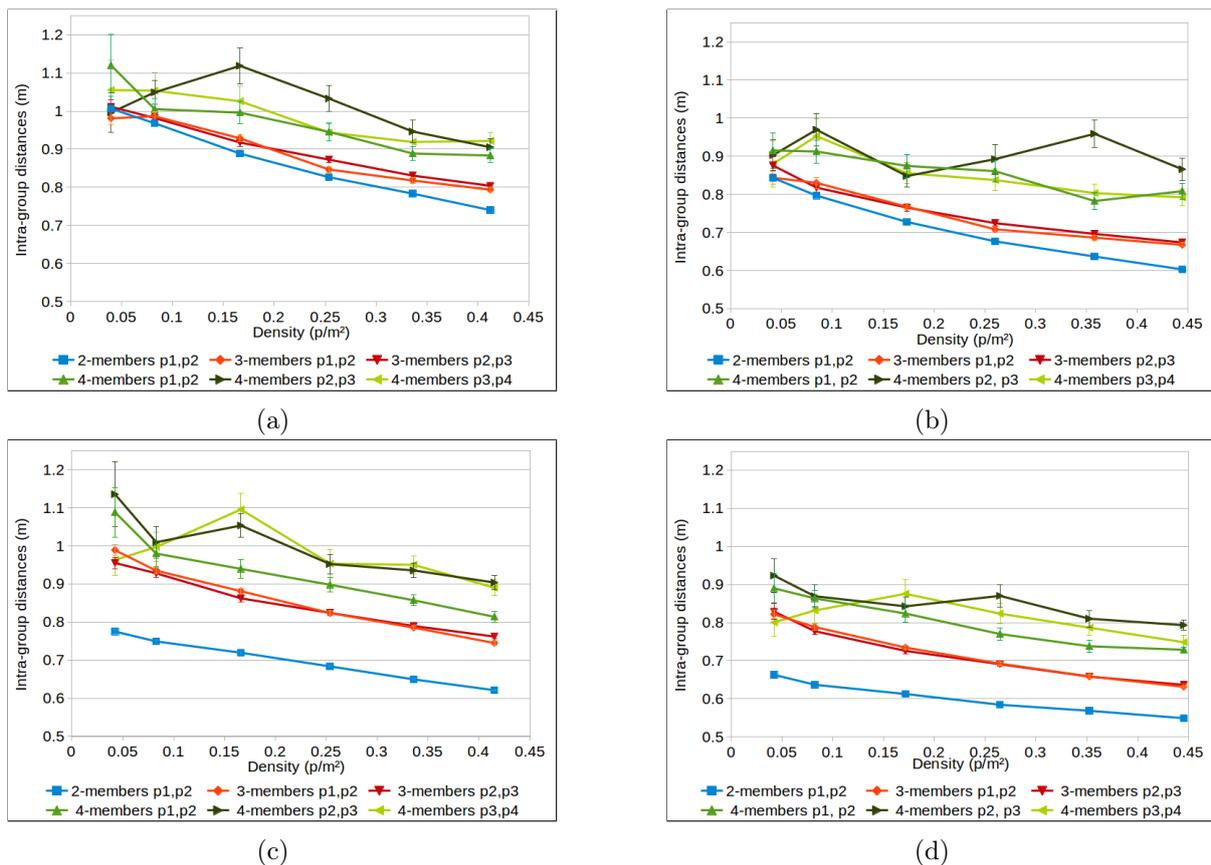 1.2
1.1
1
0.9
0.8
0.7
0.6
0.5
Intra-group distances (m)
0 0.05 0.1 0.15 0.2 0.25 0.3 0.35 0.4 0.45
Density (p/m²)
2-members p1,p2 3-members p1,p2 3-members p2,p3
4-members p1,p2 4-members p2,p3 4-members p3,p4
(a)
1.2
1.1
1
0.9
0.8
0.7
0.6
0.5
Intra-group distances (m)
0 0.05 0.1 0.15 0.2 0.25 0.3 0.35 0.4 0.45
Density (p/m²)
2-members p1,p2 3-members p1,p2 3-members p2,p3
4-members p1, p2 4-members p2, p3 4-members p3,p4
(b)
1.2
1.1
1
0.9
0.8
0.7
0.6
0.5
Intra-group distances (m)
0 0.05 0.1 0.15 0.2 0.25 0.3 0.35 0.4 0.45
Density (p/m²)
2-members p1,p2 3-members p1,p2 3-members p2,p3
4-members p1,p2 4-members p2,p3 4-members p3,p4
(c)
1.2
1.1
1
0.9
0.8
0.7
0.6
0.5
Intra-group distances (m)
0 0.05 0.1 0.15 0.2 0.25 0.3 0.35 0.4 0.45
Density (p/m²)
2-members p1,p2 3-members p1,p2 3-members p2,p3
4-members p1, p2 4-members p2, p3 4-members p3,p4
(d)